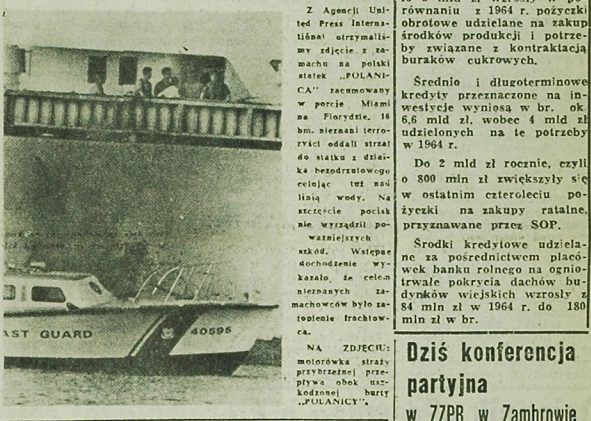 AST GUARD
40595
Z Agencji Uni-
ted Press Interna-
tional otrzymaliś-
my zdjęcie z za-
machu na polski
statek „POLANI-
CA” zacumowany
w porcie Miami
na Florydzie. 16
bm. nieznani terro-
ryści oddali strzał
do statku z dział-
ka bezodrzutowego
celując tuż nad
linią wody. Na
szczęście pocisk
nie wyrządził po-
ważniejszych
szkód. Wstępne
dochodzenie wy-
kazało, że celem
nieznanych za-
machowców było za-
topienie frachtow-
ca.
NA ZDJĘCIU:
motorówka straży
przybrzeżnej prze-
pływa obok usz-
kodzonej burty
„POLANICY”.
równaniu z 1964 r. pożyczki
obrotowe udzielane na zakup
środków produkcji i potrze-
by związane z kontraktacją
buraków cukrowych.
Średnio i długoterminowe
kredyty przeznaczone na in-
westycje wyniosą w br. ok.
6,6 mld zł, wobec 4 mld zł
udzielonych na te potrzeby
w 1964 r.
Do 2 mld zł rocznie, czyli
o 800 mln zł zwiększyły się
w ostatnim czteroleciu po-
życzki na zakupy ratalne,
przyznawane przez SOP.
Środki kredytowe udziela-
ne za pośrednictwem placó-
wek banku rolnego na ognio-
trwałe pokrycia dachów bu-
dynków wiejskich wzrosły z
84 mln zł w 1964 r. do 180
mln zł w br.
Dziś konferencja
partyjna
w ZZPB w Zambrowie